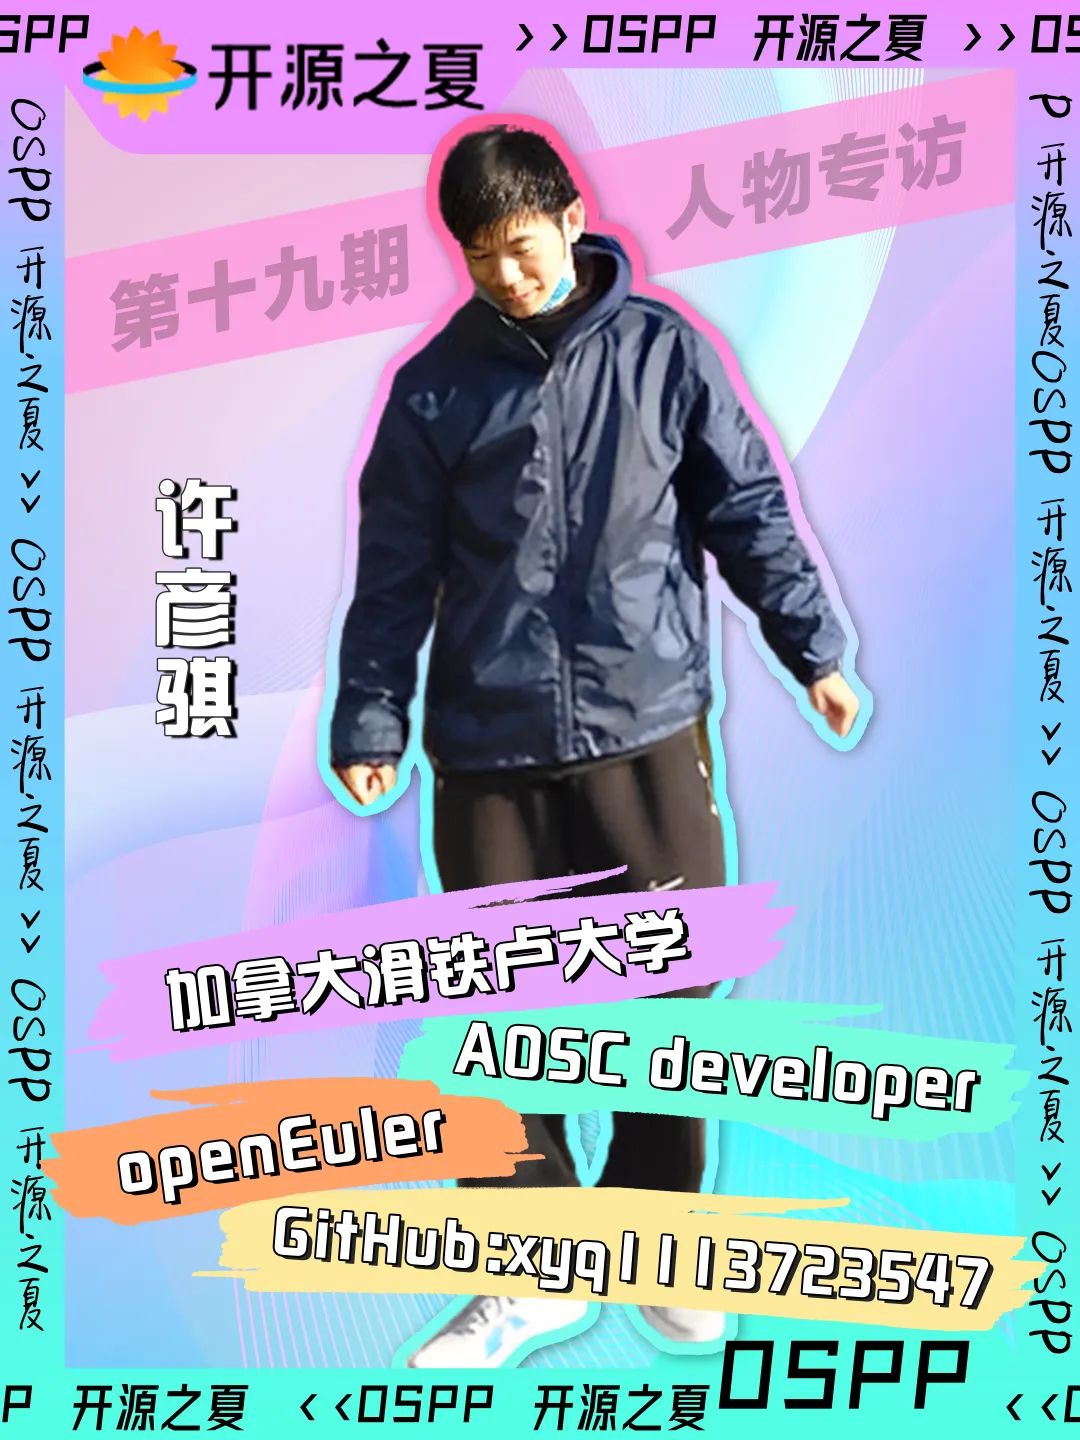 OSPP
开源之夏
>>OSPP 开源之夏 >>OS
第十九期 人物专访
许彦骐
加拿大滑铁卢大学
AOSC developer
openEuler
GitHub:xyq1113723547
OSPP
OSPP 开源之夏 >> OSPP 开源之夏 >> OSPP 开源之夏
P 开源之夏OSPP 开源之夏 >> OSPP 开源之夏 >> OSPP
P 开源之夏 <<OSPP 开源之夏
<<O